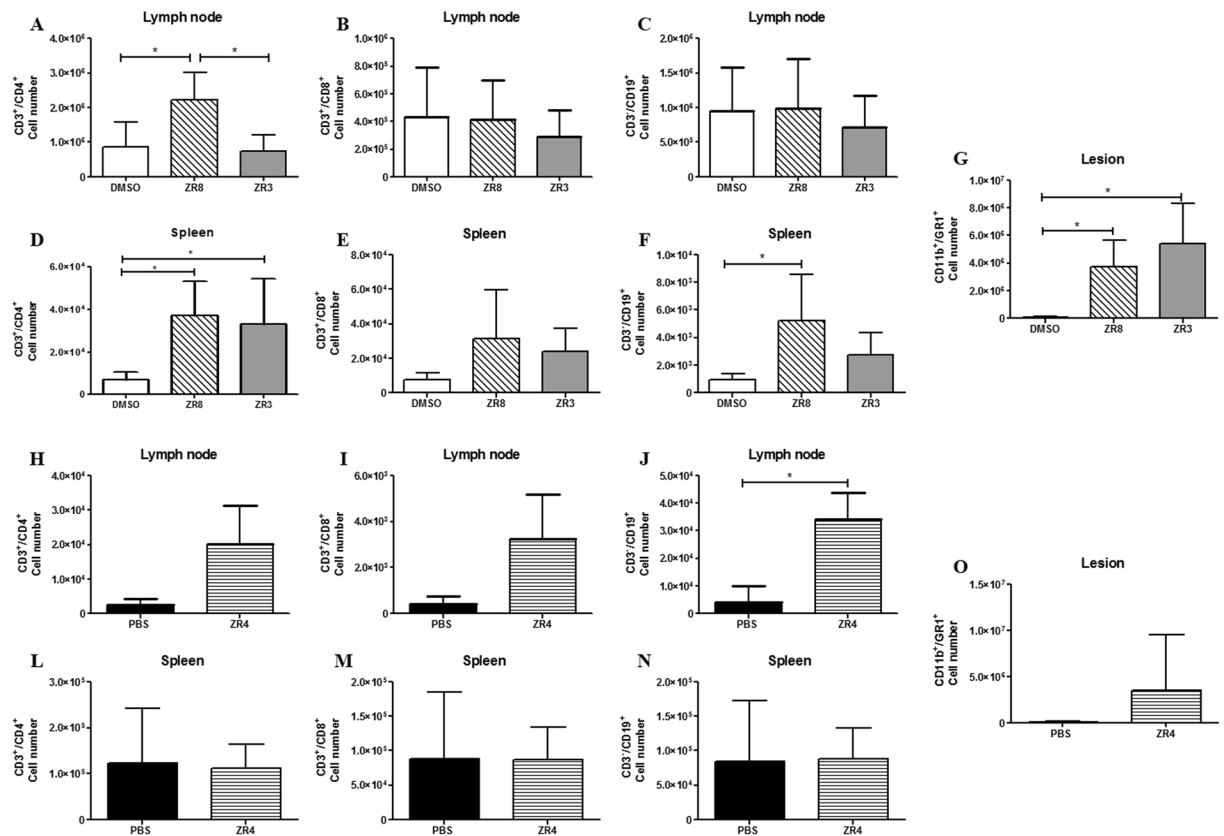 A
Lymph node
CD3⁺/CD4⁺
Cell number
4.0×10⁶
3.0×10⁶
2.0×10⁶
1.0×10⁶
0
*
*
DMSO ZR8 ZR3
B
Lymph node
CD3⁺/CD8⁺
Cell number
1.0×10⁶
8.0×10⁵
6.0×10⁵
4.0×10⁵
2.0×10⁵
0
DMSO ZR8 ZR3
C
Lymph node
CD3⁻/CD19⁺
Cell number
2.0×10⁶
1.5×10⁶
1.0×10⁶
5.0×10⁵
0
DMSO ZR8 ZR3
D
Spleen
CD3⁺/CD4⁺
Cell number
6.0×10⁴
4.0×10⁴
2.0×10⁴
0
*
*
DMSO ZR8 ZR3
E
Spleen
CD3⁺/CD8⁺
Cell number
8.0×10⁴
6.0×10⁴
4.0×10⁴
2.0×10⁴
0
DMSO ZR8 ZR3
F
Spleen
CD3⁻/CD19⁺
Cell number
1.0×10⁶
8.0×10⁵
6.0×10⁵
4.0×10⁵
2.0×10⁵
0
*
DMSO ZR8 ZR3
G
Lesion
CD11b⁺/GR1⁺
Cell number
1.0×10⁷
8.0×10⁶
6.0×10⁶
4.0×10⁶
2.0×10⁶
0
*
*
DMSO ZR8 ZR3
H
Lymph node
CD3⁺/CD4⁺
Cell number
4.0×10⁴
3.0×10⁴
2.0×10⁴
1.0×10⁴
0
PBS ZR4
I
Lymph node
CD3⁺/CD8⁺
Cell number
6.0×10⁵
4.0×10⁵
2.0×10⁵
0
PBS ZR4
J
Lymph node
CD3⁻/CD19⁺
Cell number
5.0×10⁴
4.0×10⁴
3.0×10⁴
2.0×10⁴
1.0×10⁴
0
*
PBS ZR4
L
Spleen
CD3⁺/CD4⁺
Cell number
3.0×10⁵
2.0×10⁵
1.0×10⁵
0
PBS ZR4
M
Spleen
CD3⁺/CD8⁺
Cell number
2.0×10⁵
1.5×10⁵
1.0×10⁵
5.0×10⁴
0
PBS ZR4
N
Spleen
CD3⁻/CD19⁺
Cell number
2.0×10⁵
1.5×10⁵
1.0×10⁵
5.0×10⁴
0
PBS ZR4
O
Lesion
CD11b⁺/GR1⁺
Cell number
1.5×10⁷
1.0×10⁷
5.0×10⁶
0
PBS ZR4